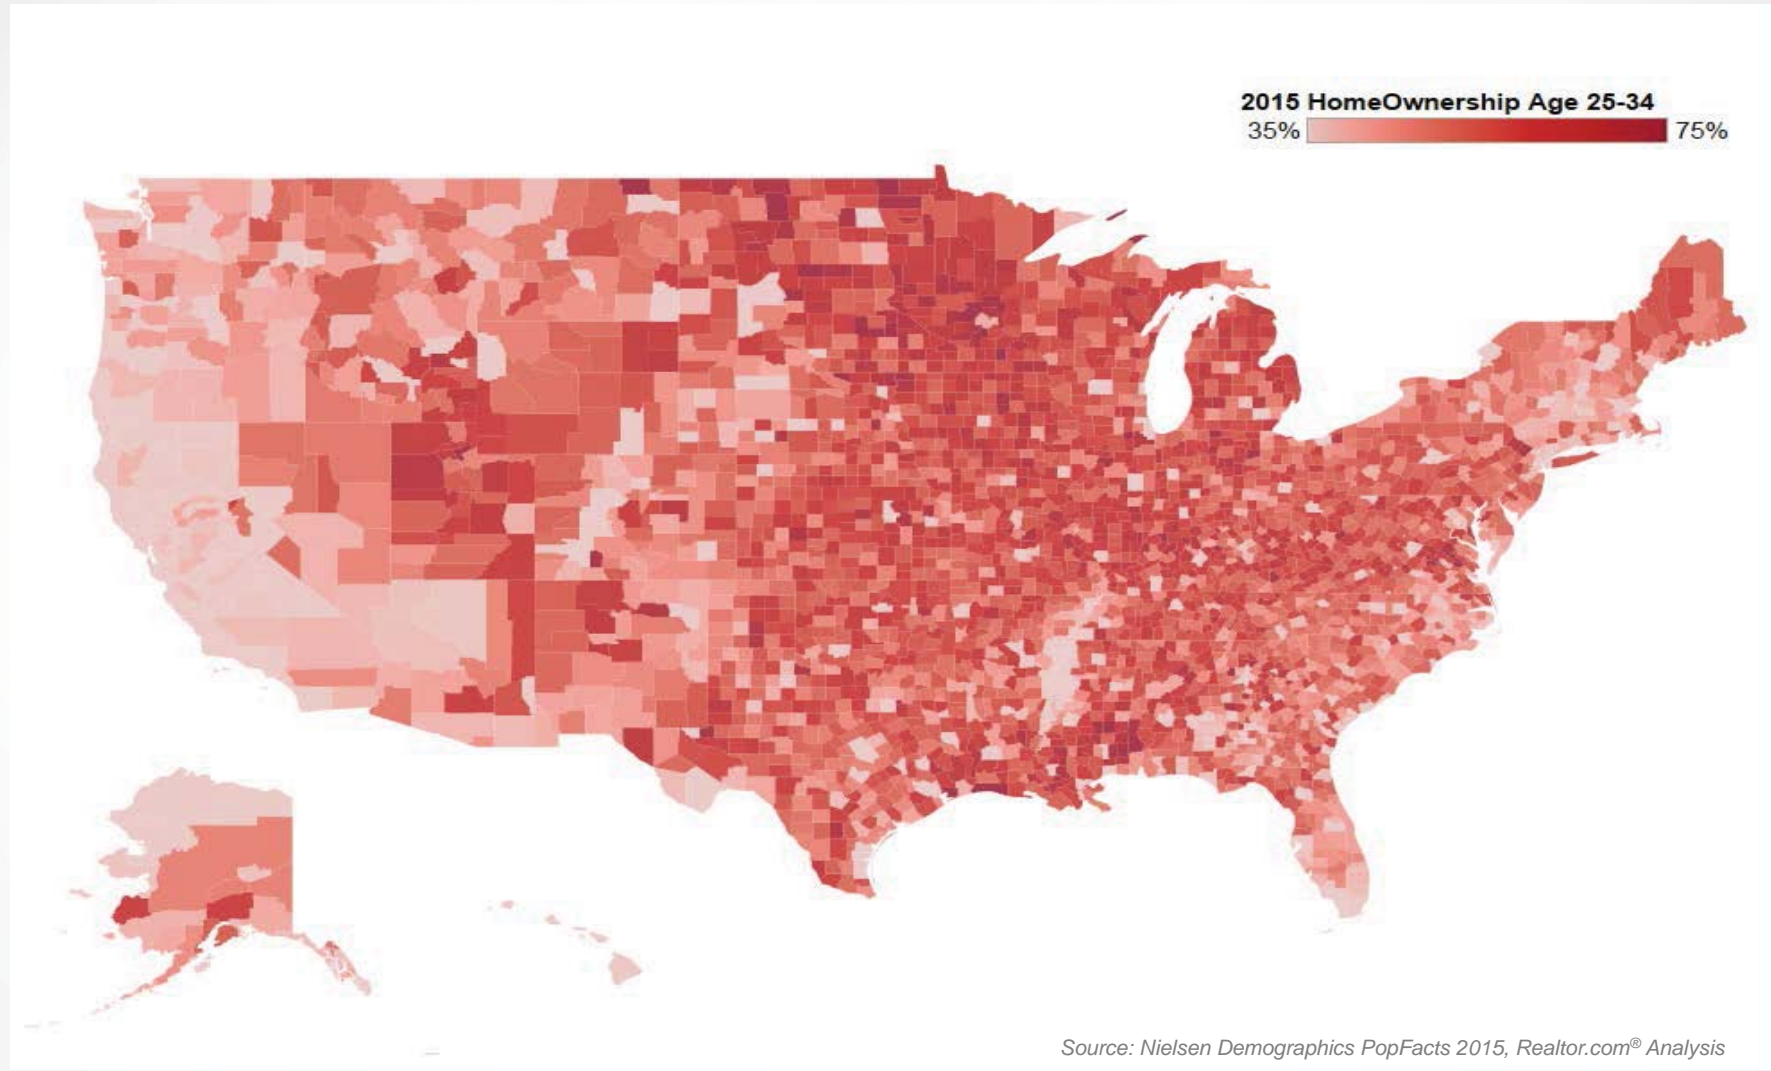 2015 HomeOwnership Age 25-34
35% 75%
Source: Nielsen Demographics PopFacts 2015, Realtor.com® Analysis